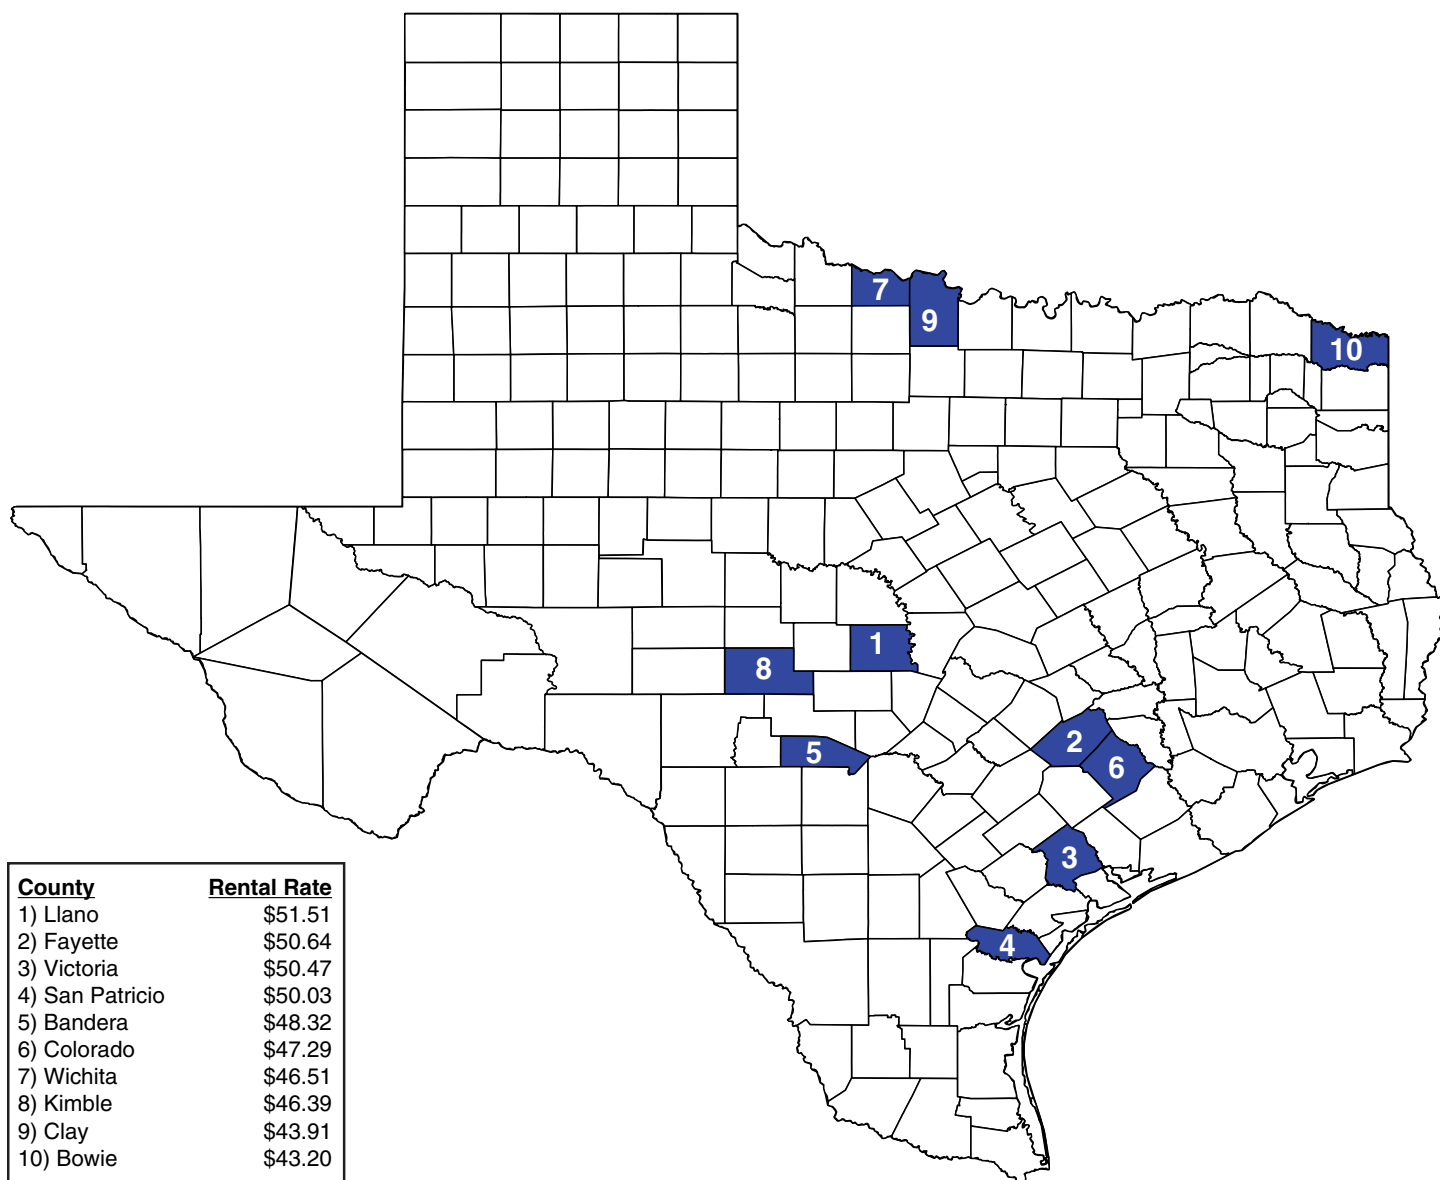 7
9
10
1
8
2
5
6
3
4
County Rental Rate
1) Llano $51.51
2) Fayette $50.64
3) Victoria $50.47
4) San Patricio $50.03
5) Bandera $48.32
6) Colorado $47.29
7) Wichita $46.51
8) Kimble $46.39
9) Clay $43.91
10) Bowie $43.20